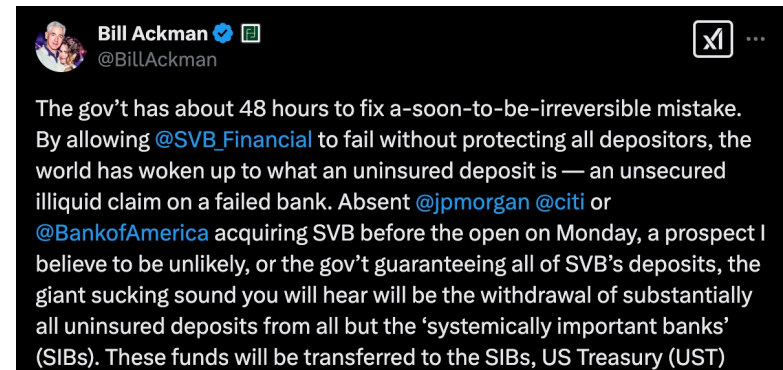 Bill Ackman
@BillAckman
The gov’t has about 48 hours to fix a-soon-to-be-irreversible mistake.
By allowing @SVB_Financial to fail without protecting all depositors, the
world has woken up to what an uninsured deposit is — an unsecured
illiquid claim on a failed bank. Absent @jpmorgan @citi or
@BankofAmerica acquiring SVB before the open on Monday, a prospect I
believe to be unlikely, or the gov’t guaranteeing all of SVB’s deposits, the
giant sucking sound you will hear will be the withdrawal of substantially
all uninsured deposits from all but the ‘systemically important banks’
(SIBs). These funds will be transferred to the SIBs, US Treasury (UST)